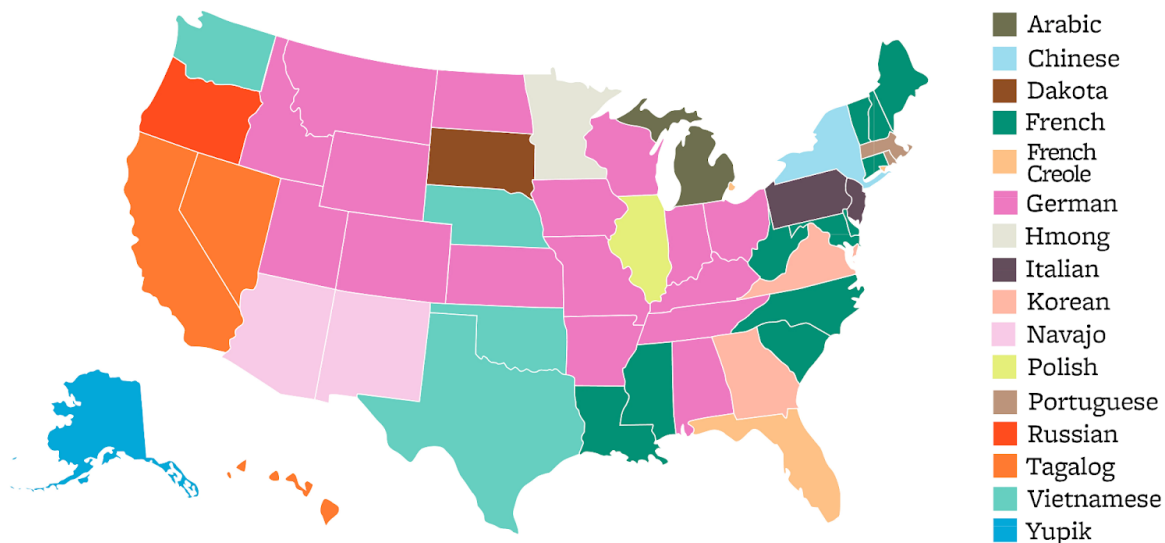 Arabic
Chinese
Dakota
French
French
Creole
German
Hmong
Italian
Korean
Navajo
Polish
Portuguese
Russian
Tagalog
Vietnamese
Yupik